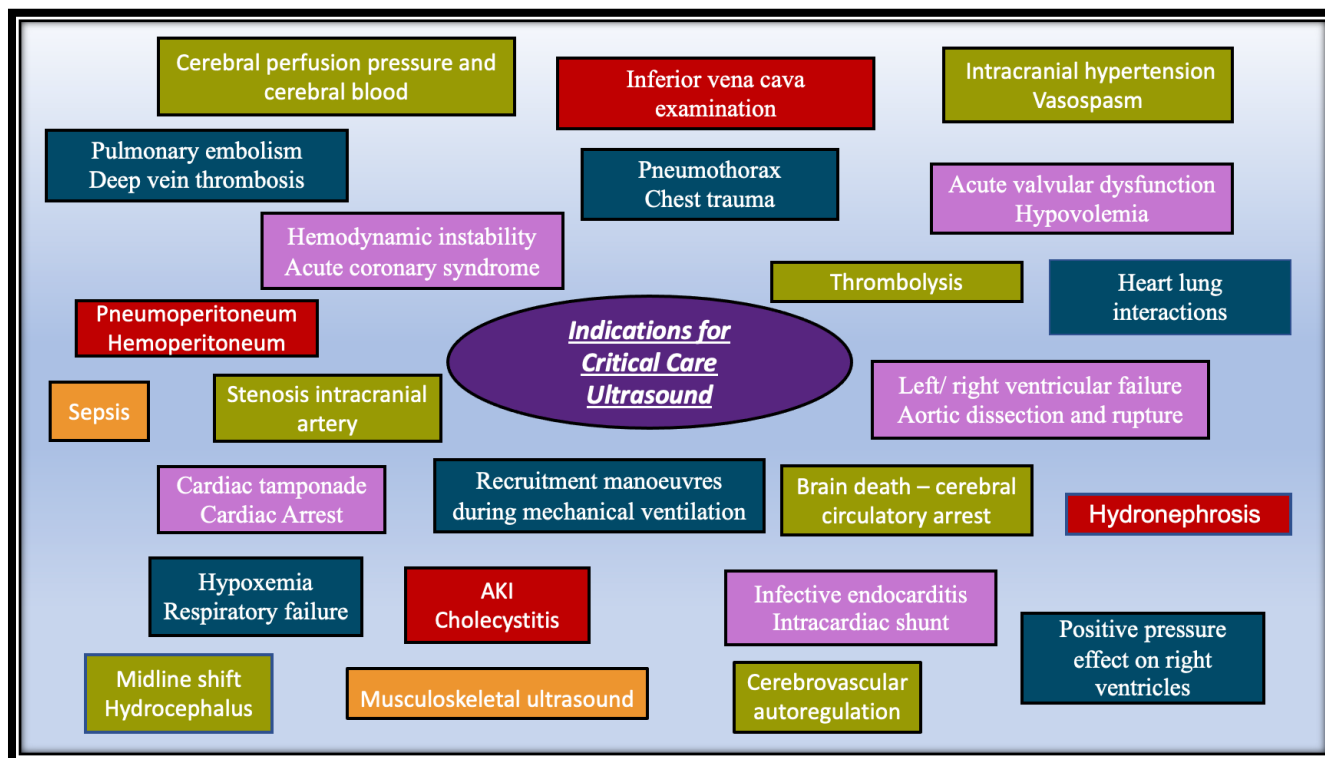 Cerebral perfusion pressure and
cerebral blood
Inferior vena cava
examination
Intracranial hypertension
Vasospasm
Pulmonary embolism
Deep vein thrombosis
Pneumothorax
Chest trauma
Acute valvular dysfunction
Hypovolemia
Hemodynamic instability
Acute coronary syndrome
Thrombolysis
Heart lung
interactions
Pneumoperitoneum
Hemoperitoneum
Indications for
Critical Care
Ultrasound
Left/ right ventricular failure
Aortic dissection and rupture
Sepsis
Stenosis intracranial
artery
Cardiac tamponade
Cardiac Arrest
Recruitment manoeuvres
during mechanical ventilation
Brain death – cerebral
circulatory arrest
Hydronephrosis
Hypoxemia
Respiratory failure
AKI
Cholecystitis
Infective endocarditis
Intracardiac shunt
Positive pressure
effect on right
ventricles
Midline shift
Hydrocephalus
Musculoskeletal ultrasound
Cerebrovascular
autoregulation